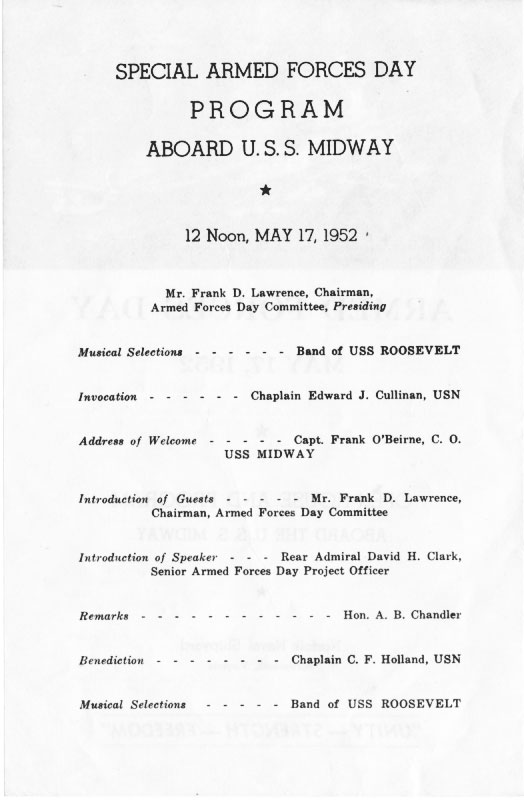 SPECIAL ARMED FORCES DAY
PROGRAM
ABOARD U. S. S. MIDWAY
★
12 Noon, MAY 17, 1952
Mr. Frank D. Lawrence, Chairman,
Armed Forces Day Committee, Presiding
Musical Selections - - - - - - Band of USS ROOSEVELT
Invocation - - - - - - Chaplain Edward J. Cullinan, USN
Address of Welcome - - - - - Capt. Frank O'Beirne, C. O.
USS MIDWAY
Introduction of Guests - - - - - Mr. Frank D. Lawrence,
Chairman, Armed Forces Day Committee
Introduction of Speaker - - - Rear Admiral David H. Clark,
Senior Armed Forces Day Project Officer
Remarks - - - - - - - - - - - - Hon. A. B. Chandler
Benediction - - - - - - - - Chaplain C. F. Holland, USN
Musical Selections - - - - - Band of USS ROOSEVELT